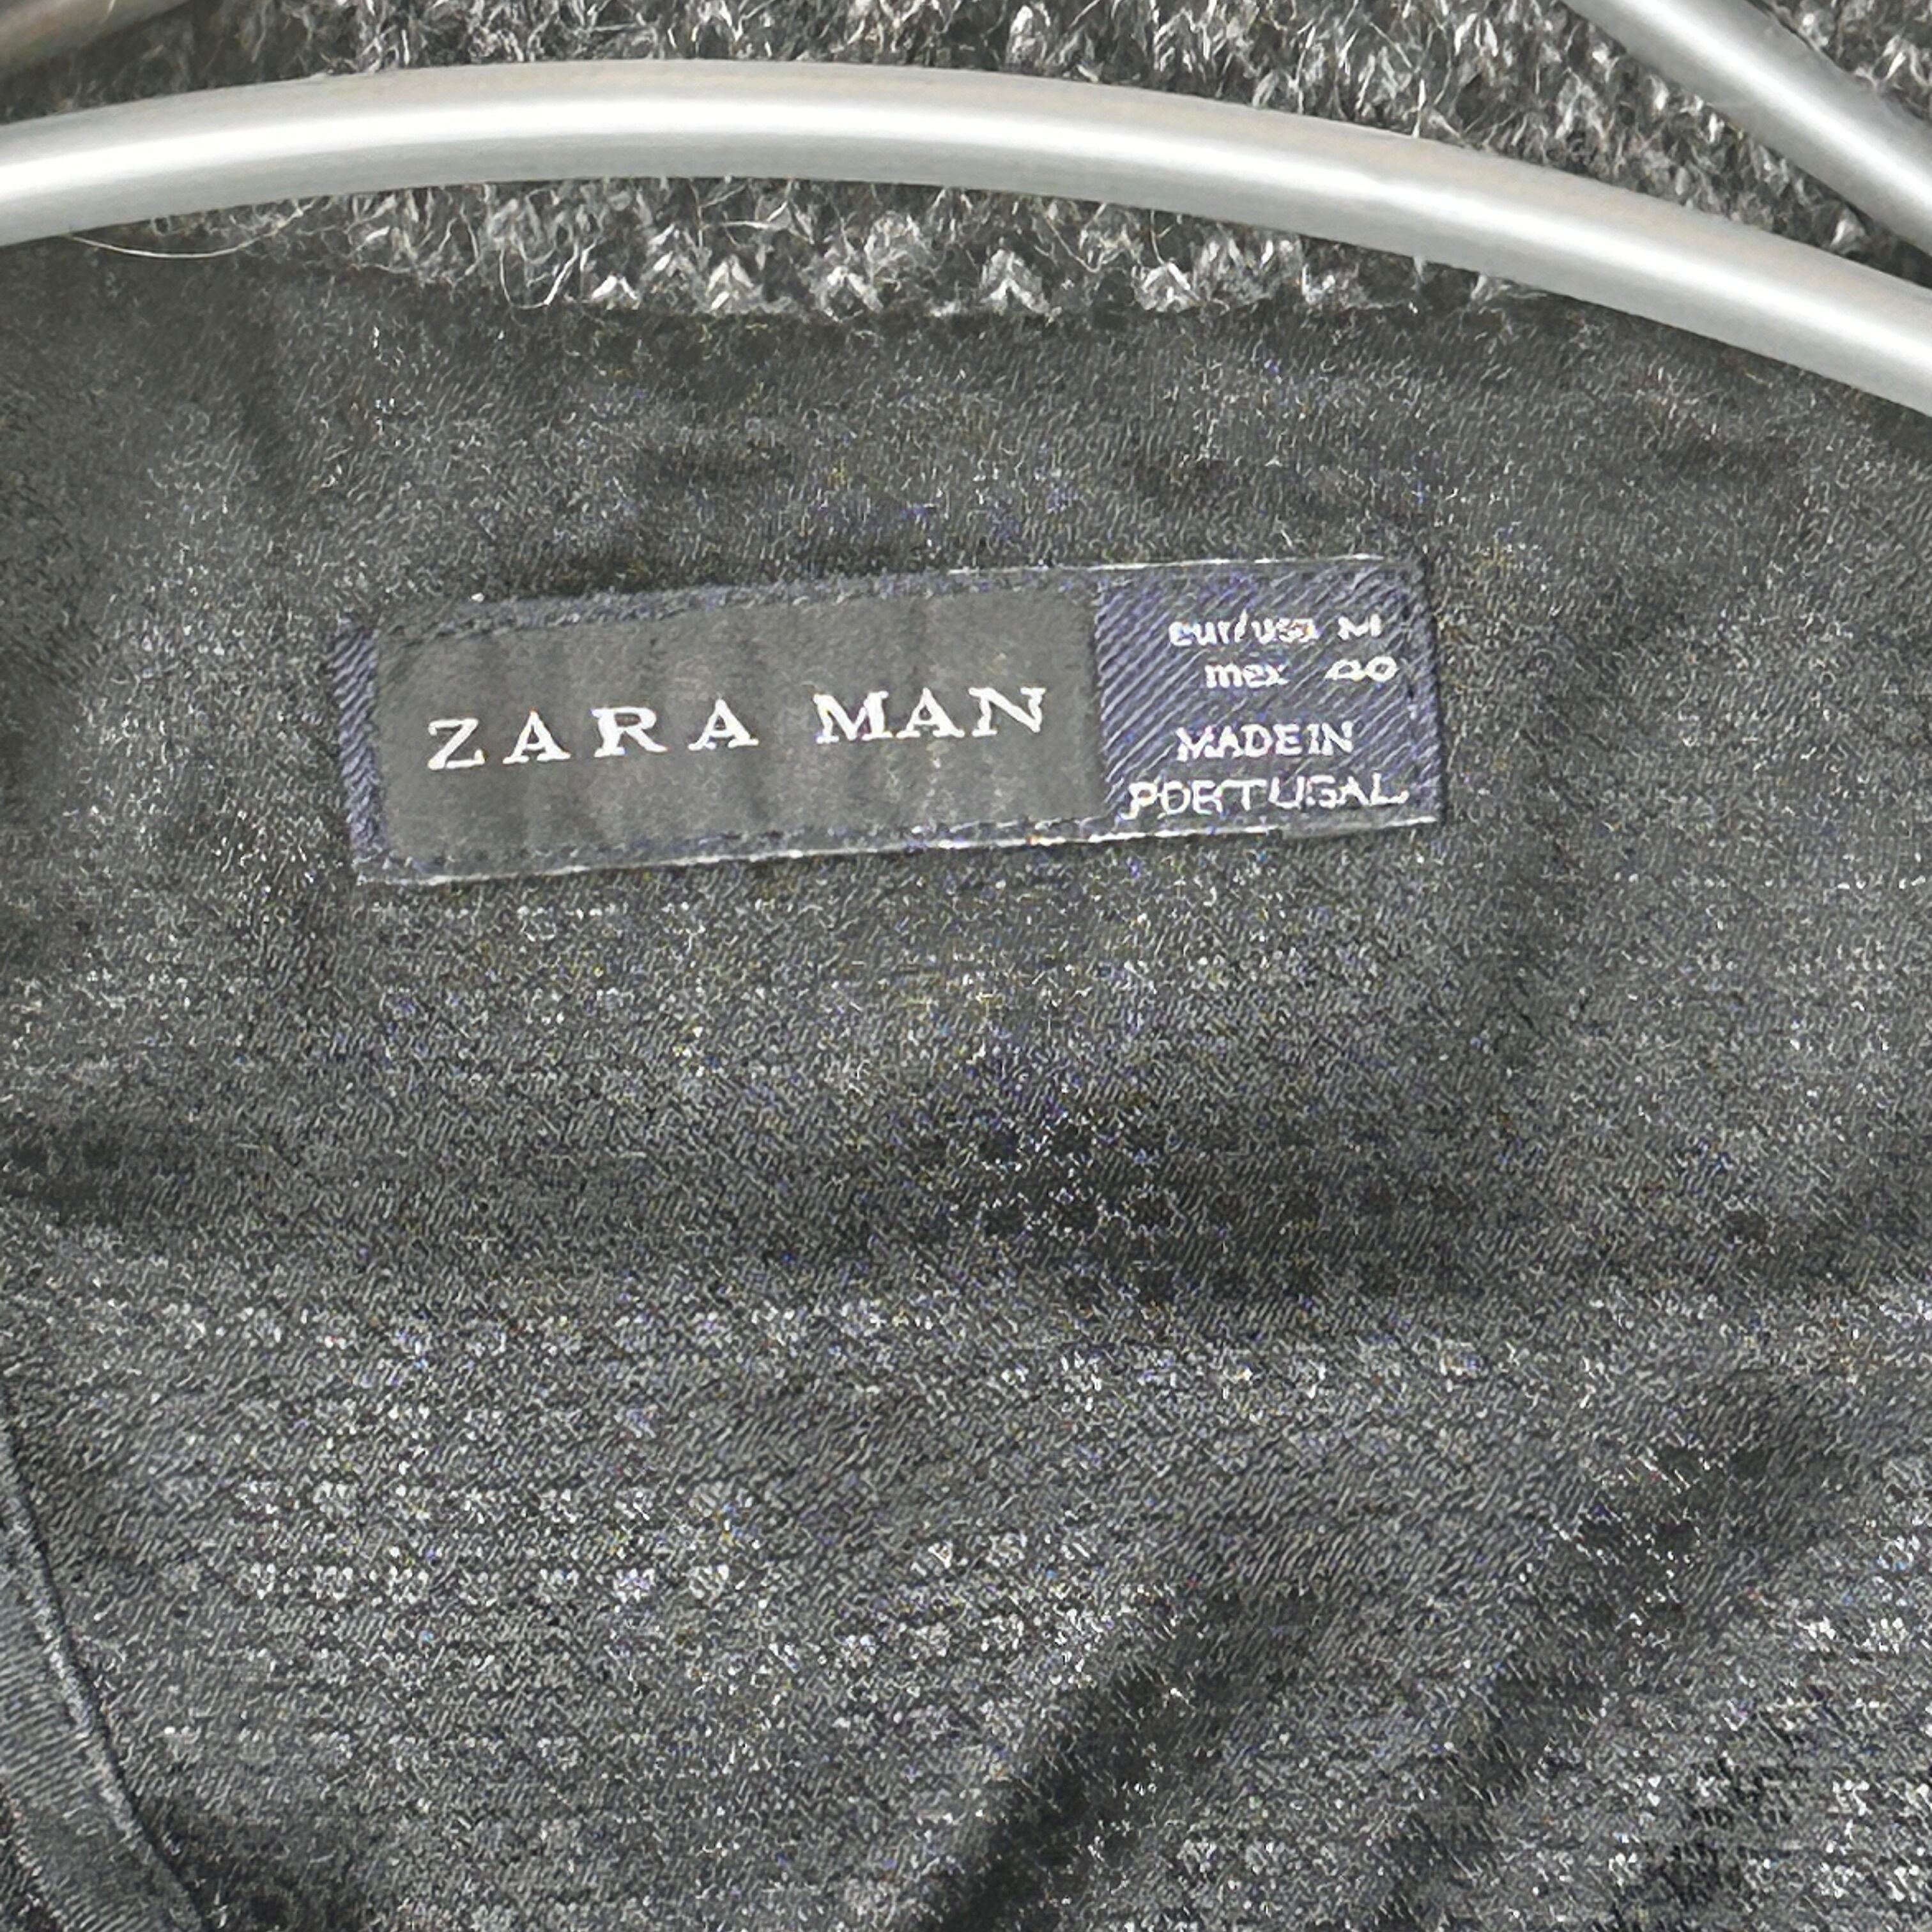 ZARA MAN
eur/usa M
mex 40
MADE IN
PORTUGAL